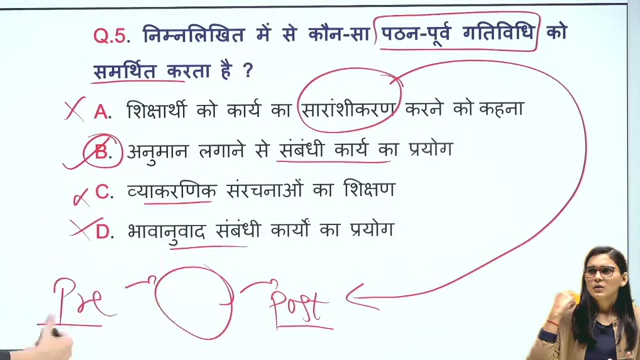 Q.5. निम्नलिखित में से कौन-सा पठन-पूर्व गतिविधि को
समर्थित करता है ?
A. शिक्षार्थी को कार्य का सारांशीकरण करने को कहना
B. अनुमान लगाने से संबंधी कार्य का प्रयोग
C. व्याकरणिक संरचनाओं का शिक्षण
D. भावानुवाद संबंधी कार्यों का प्रयोग
Pre Post